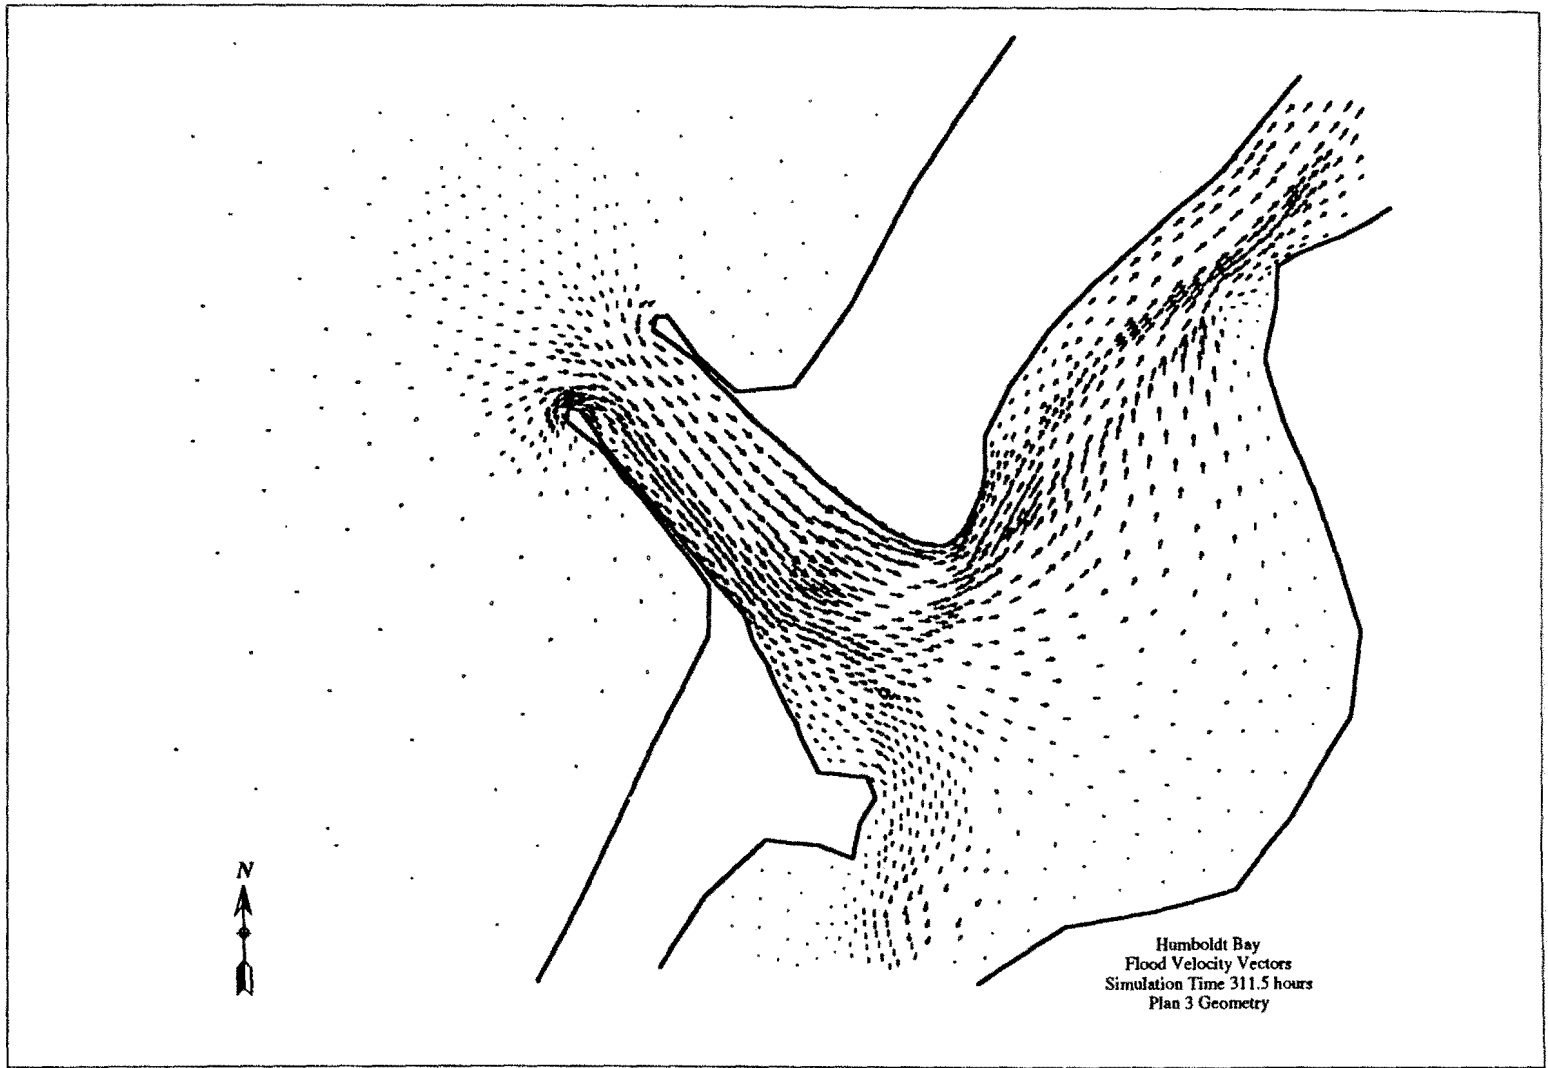 N
Humboldt Bay
Flood Velocity Vectors
Simulation Time 311.5 hours
Plan 3 Geometry